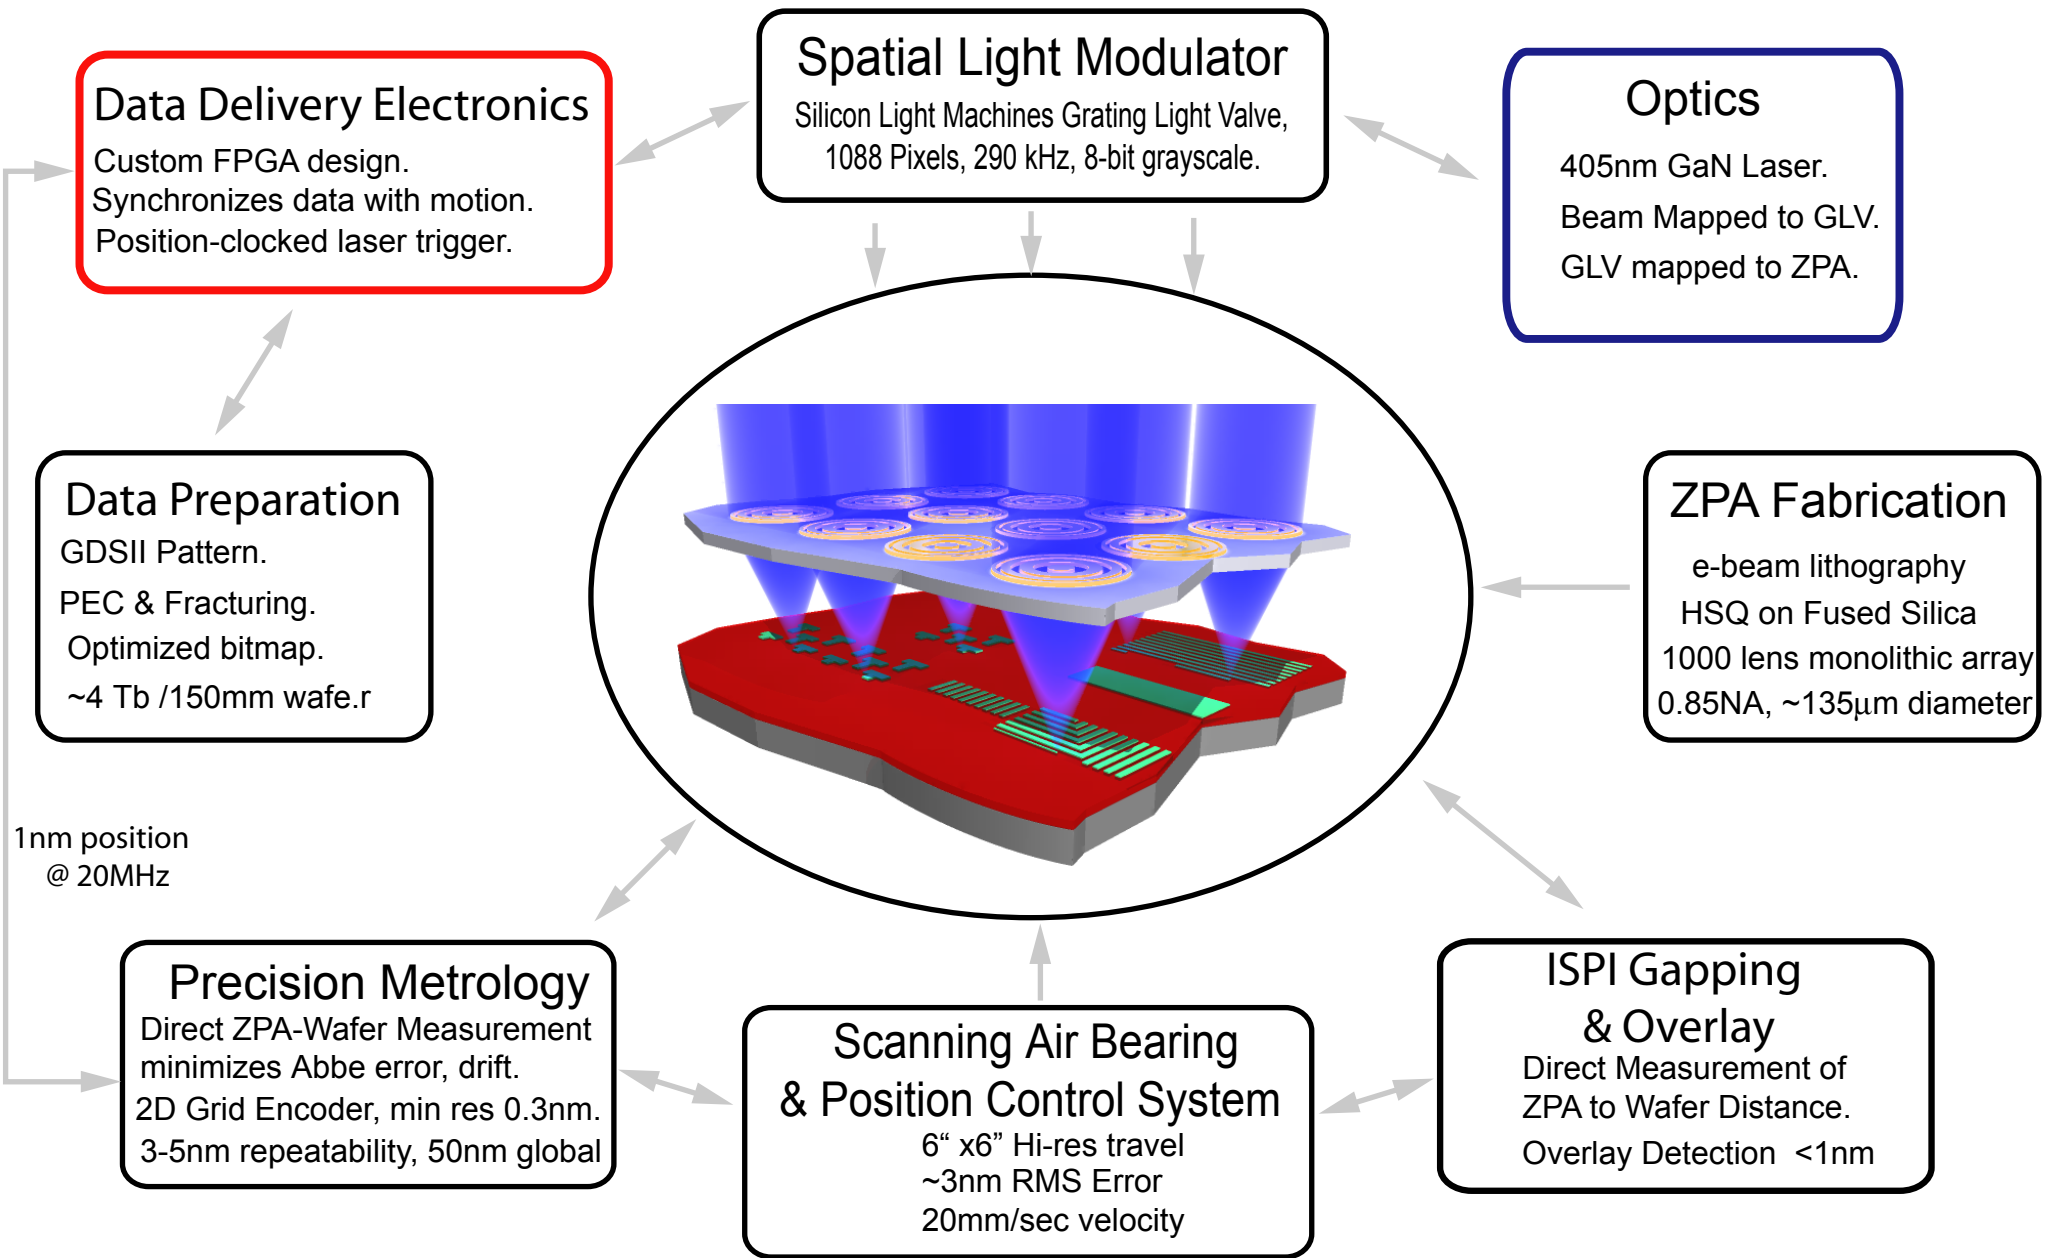 Spatial Light Modulator
Silicon Light Machines Grating Light Valve,
1088 Pixels, 290 kHz, 8-bit grayscale.
Data Delivery Electronics
Custom FPGA design.
Synchronizes data with motion.
Position-clocked laser trigger.
Optics
405nm GaN Laser.
Beam Mapped to GLV.
GLV mapped to ZPA.
Data Preparation
GDSII Pattern.
PEC & Fracturing.
Optimized bitmap.
~4 Tb /150mm wafe.r
ZPA Fabrication
e-beam lithography
HSQ on Fused Silica
1000 lens monolithic array
0.85NA, ~135μm diameter
1nm position
@ 20MHz
Precision Metrology
Direct ZPA-Wafer Measurement
minimizes Abbe error, drift.
2D Grid Encoder, min res 0.3nm.
3-5nm repeatability, 50nm global
Scanning Air Bearing
& Position Control System
6“ x6” Hi-res travel
~3nm RMS Error
20mm/sec velocity
ISPI Gapping
& Overlay
Direct Measurement of
ZPA to Wafer Distance.
Overlay Detection <1nm